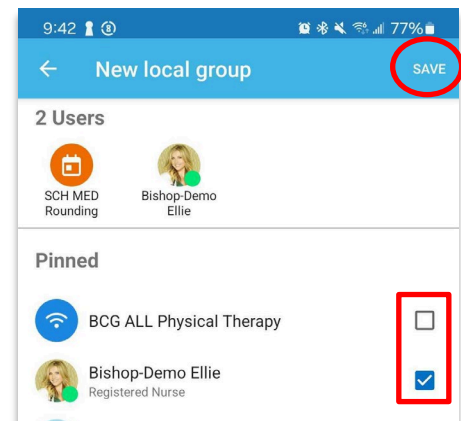 9:42 8 77%
New local group SAVE
2 Users
SCH MED Bishop-Demo
Rounding Ellie
Pinned
BCG ALL Physical Therapy
Bishop-Demo Ellie
Registered Nurse